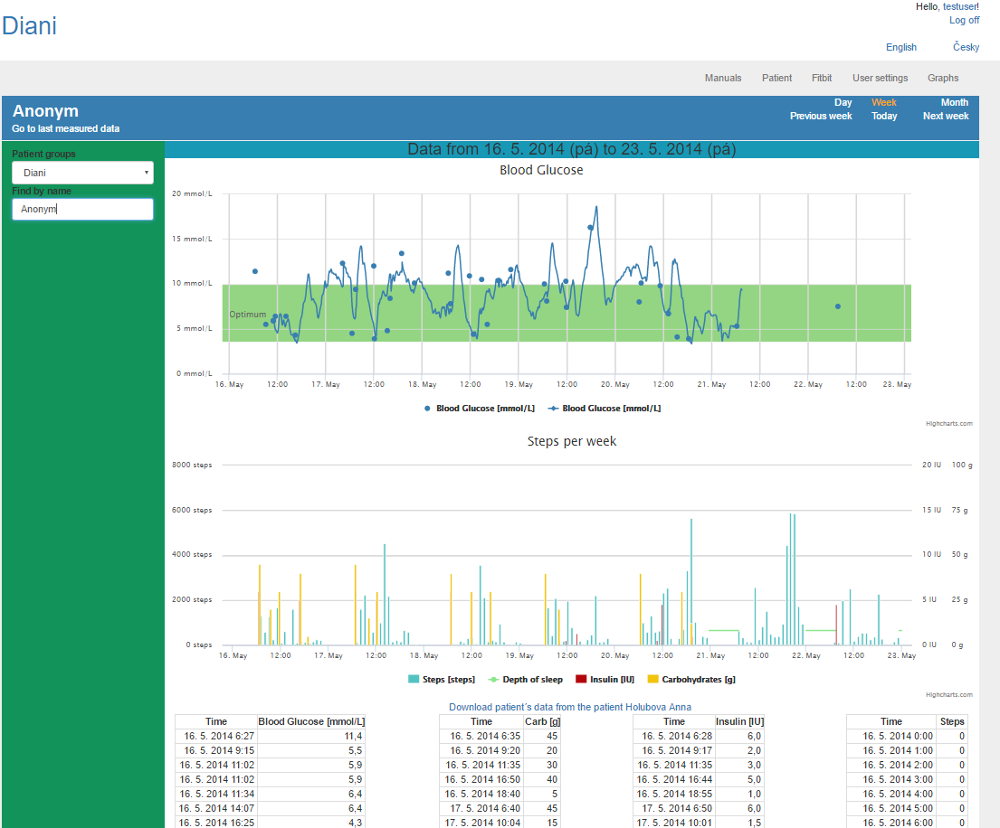 Hello, testuser!
Diani
Log off
English Česky
Manuals Patient Fitbit User settings Graphs
Anonym
Day Week Month
Go to last measured data
Previous week Today Next week
Patient groups
Diani
Find by name
Anonym
Data from 16. 5. 2014 (pá) to 23. 5. 2014 (pá)
Blood Glucose
20 mmol/L
15 mmol/L
10 mmol/L
Optimum
5 mmol/L
0 mmol/L
16. May 12:00 17. May 12:00 18. May 12:00 19. May 12:00 20. May 12:00 21. May 12:00 22. May 12:00 23. May
Blood Glucose [mmol/L] Blood Glucose [mmol/L]
Highcharts.com
Steps per week
8000 steps 20 IU 100 g
6000 steps 15 IU 75 g
4000 steps 10 IU 50 g
2000 steps 5 IU 25 g
0 steps 0 IU 0 g
16. May 12:00 17. May 12:00 18. May 12:00 19. May 12:00 20. May 12:00 21. May 12:00 22. May 12:00 23. May
Steps [steps] Depth of sleep Insulin [IU] Carbohydrates [g]
Highcharts.com
Download patient's data from the patient Holubova Anna
Time Blood Glucose [mmol/L] Time Carb [g] Time Insulin [IU] Time Steps
16. 5. 2014 6:27 11,4 16. 5. 2014 6:35 45 16. 5. 2014 6:28 6,0 16. 5. 2014 0:00 0
16. 5. 2014 9:15 5,5 16. 5. 2014 9:20 20 16. 5. 2014 9:17 2,0 16. 5. 2014 1:00 0
16. 5. 2014 11:02 5,9 16. 5. 2014 11:35 30 16. 5. 2014 11:35 3,0 16. 5. 2014 2:00 0
16. 5. 2014 11:02 5,9 16. 5. 2014 16:50 40 16. 5. 2014 16:44 5,0 16. 5. 2014 3:00 0
16. 5. 2014 11:34 6,4 16. 5. 2014 18:40 5 16. 5. 2014 18:55 1,0 16. 5. 2014 4:00 0
16. 5. 2014 14:07 6,4 17. 5. 2014 6:40 45 17. 5. 2014 6:50 6,0 16. 5. 2014 5:00 0
16. 5. 2014 16:25 4,3 17. 5. 2014 10:04 15 17. 5. 2014 10:01 1,5 16. 5. 2014 6:00 0